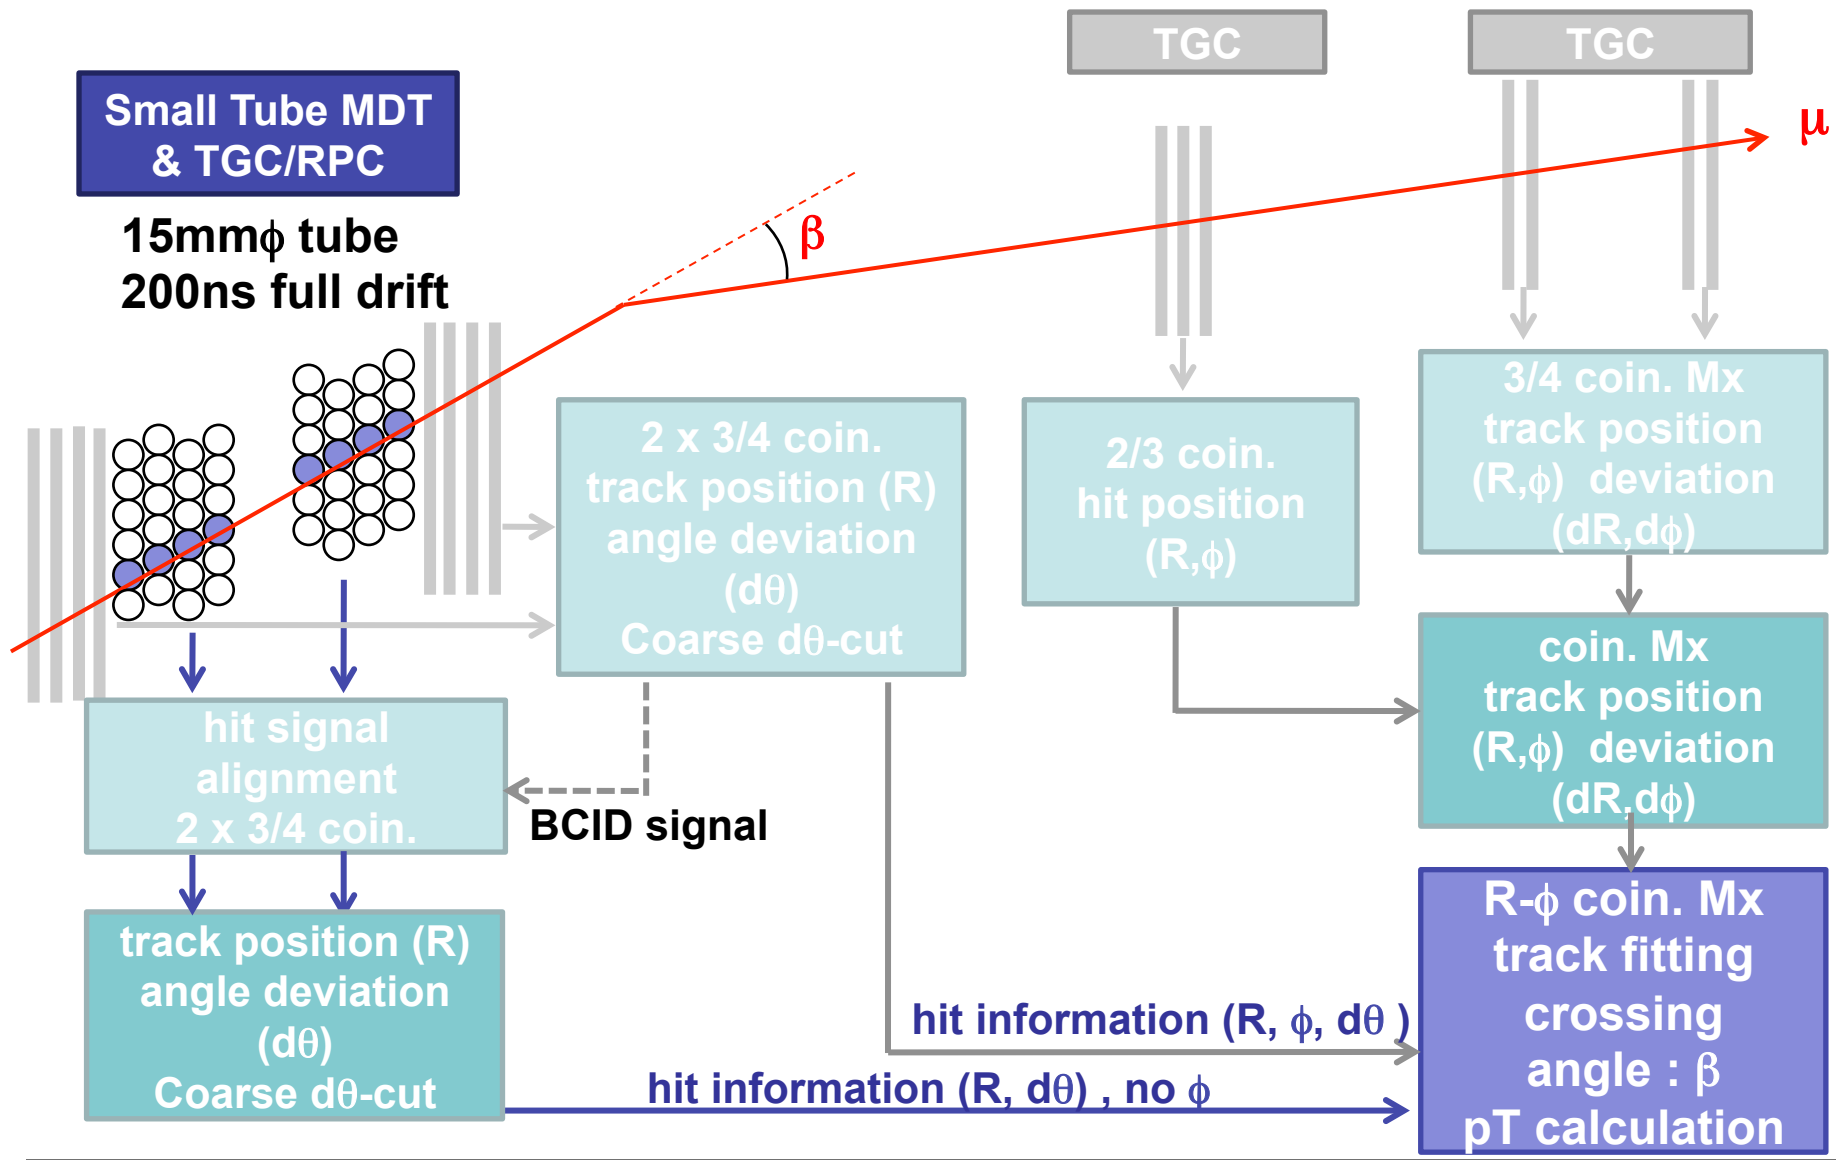 TGC
TGC
Small Tube MDT
& TGC/RPC
μ
15mmϕ tube
200ns full drift
β
2 x 3/4 coin.
track position (R)
angle deviation
(dθ)
Coarse dθ-cut
2/3 coin.
hit position
(R,ϕ)
3/4 coin. Mx
track position
(R,ϕ) deviation
(dR,dϕ)
coin. Mx
track position
(R,ϕ) deviation
(dR,dϕ)
hit signal
alignment
2 x 3/4 coin.
BCID signal
track position (R)
angle deviation
(dθ)
Coarse dθ-cut
hit information (R, ϕ, dθ )
hit information (R, dθ) , no ϕ
R-ϕ coin. Mx
track fitting
crossing
angle : β
pT calculation